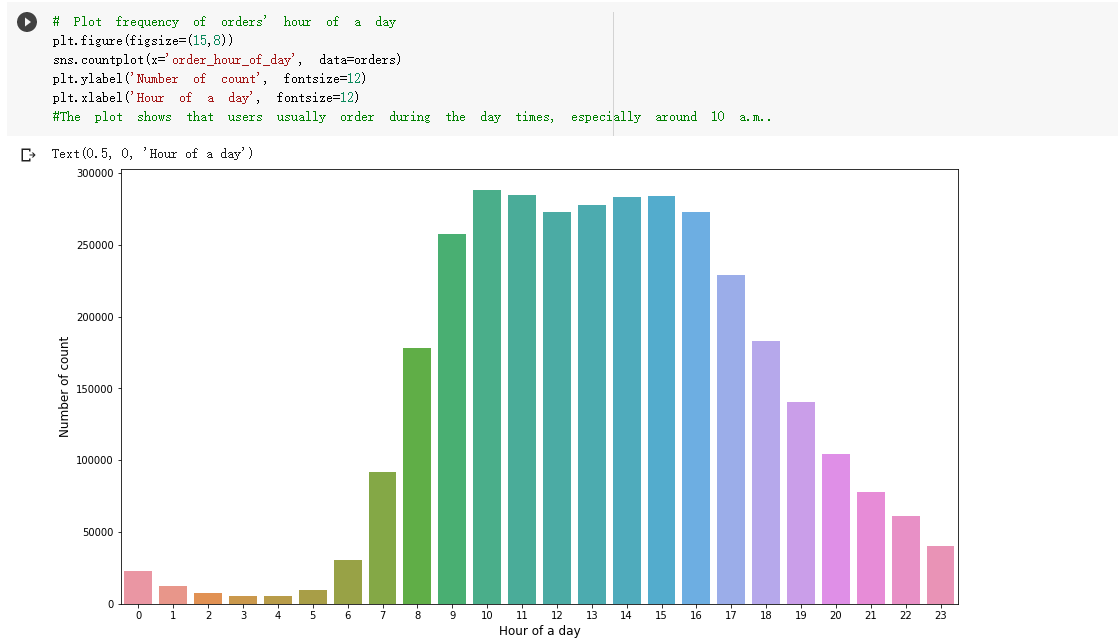 # Plot frequency of orders' hour of a day
plt.figure(figsize=(15,8))
sns.countplot(x='order_hour_of_day', data=orders)
plt.ylabel('Number of count', fontsize=12)
plt.xlabel('Hour of a day', fontsize=12)
#The plot shows that users usually order during the day times, especially around 10 a.m..
Text(0.5, 0, 'Hour of a day')
300000
250000
200000
150000
100000
50000
0
Number of count
0 1 2 3 4 5 6 7 8 9 10 11 12 13 14 15 16 17 18 19 20 21 22 23
Hour of a day